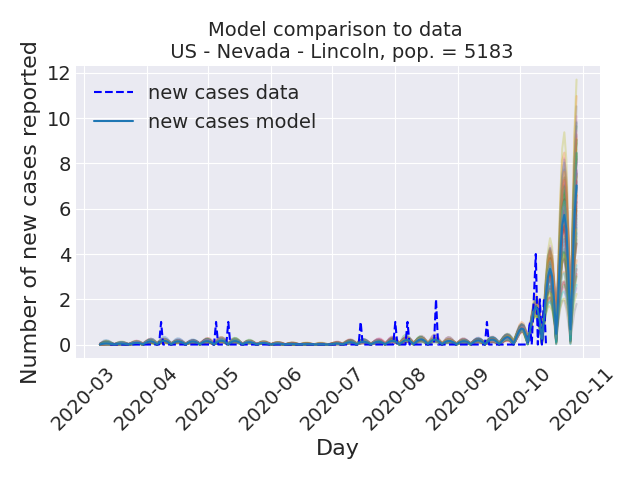 Model comparison to data
US - Nevada - Lincoln, pop. = 5183
Number of new cases reported
12
10
8
6
4
2
0
new cases data
new cases model
2020-03
2020-04
2020-05
2020-06
2020-07
2020-08
2020-09
2020-10
2020-11
Day